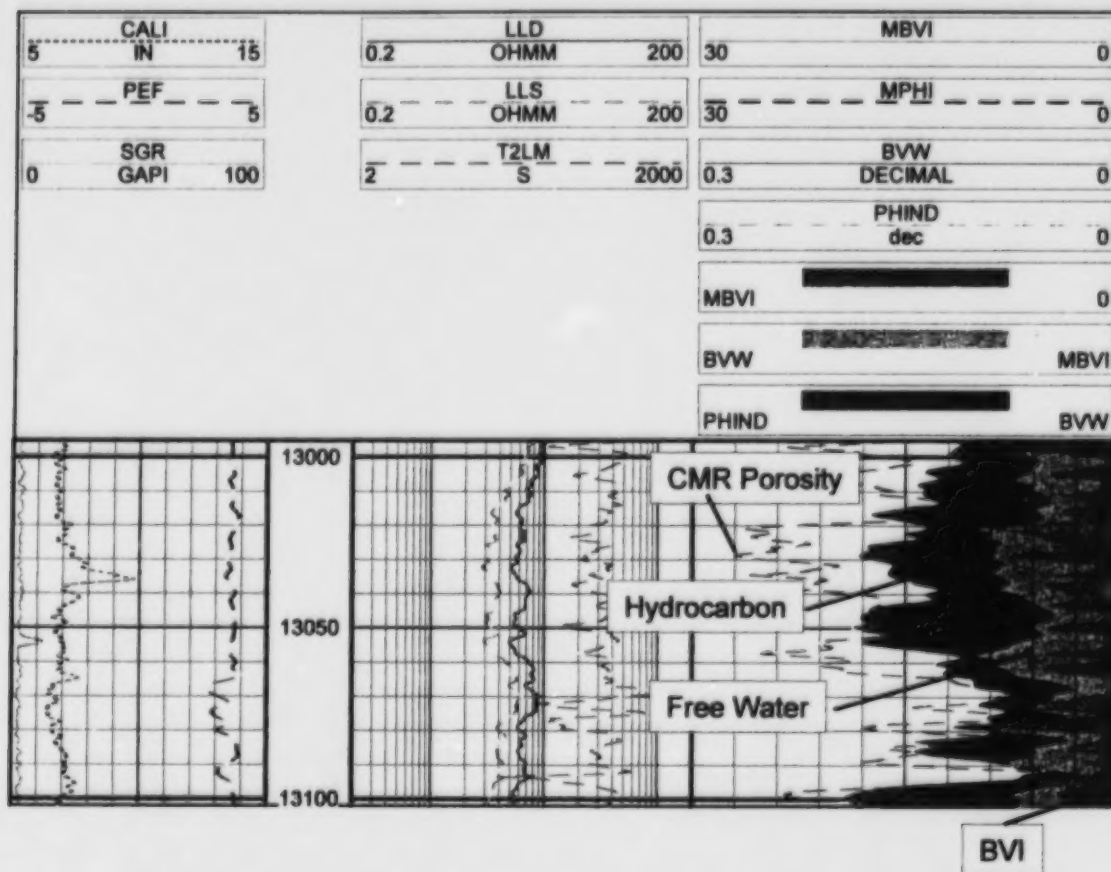 CALI
5 IN 15
PEF
-5 5
SGR
0 GAPI 100
LLD
0.2 OHMM 200
LLS
0.2 OHMM 200
T2LM
2 S 2000
MBVI
30 0
MPHI
30 0
BVW
0.3 DECIMAL 0
PHIND
0.3 dec 0
MBVI 0
BVW MBVI
PHIND BVW
13000
CMR Porosity
Hydrocarbon
13050
Free Water
13100
BVI